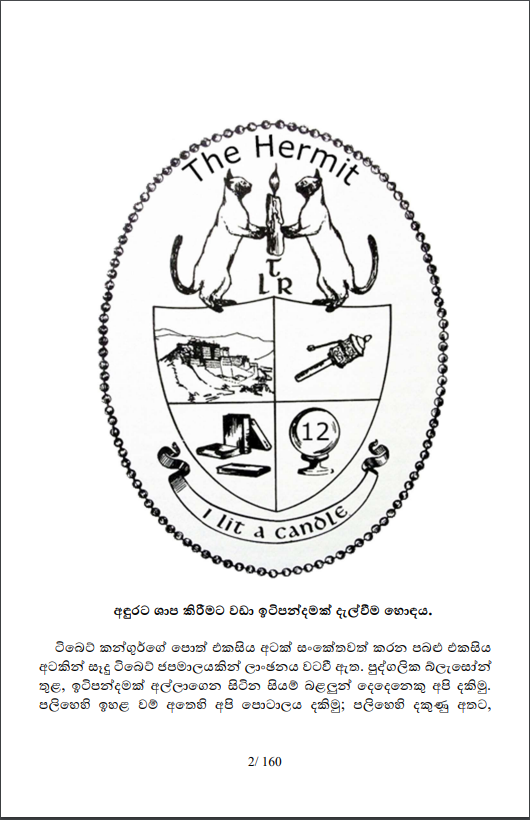 The Hermit
T
L R
12
I lit a candle
අඳුරට ශාප කිරීමට වඩා ඉටිපන්දමක් දැල්වීම හොඳය.
ටිබෙට් කන්ගුර්ගේ පොත් එකසිය අටක් සංකේතවත් කරන පබළු එකසිය
අටකින් සෑදු ටිබෙට් ජපමාලයකින් ලාංඡනය වටවී ඇත. පුද්ගලික බ්ලැසෝන්
තුළ, ඉටිපන්දමක් අල්ලාගෙන සිටින සියම් බළලුන් දෙදෙනෙකු අපි දකිමු.
පලිහෙහි ඉහළ වම් අතෙහි අපි පොටාලය දකිමු; පලිහෙහි දකුණු අතට,
2/ 160